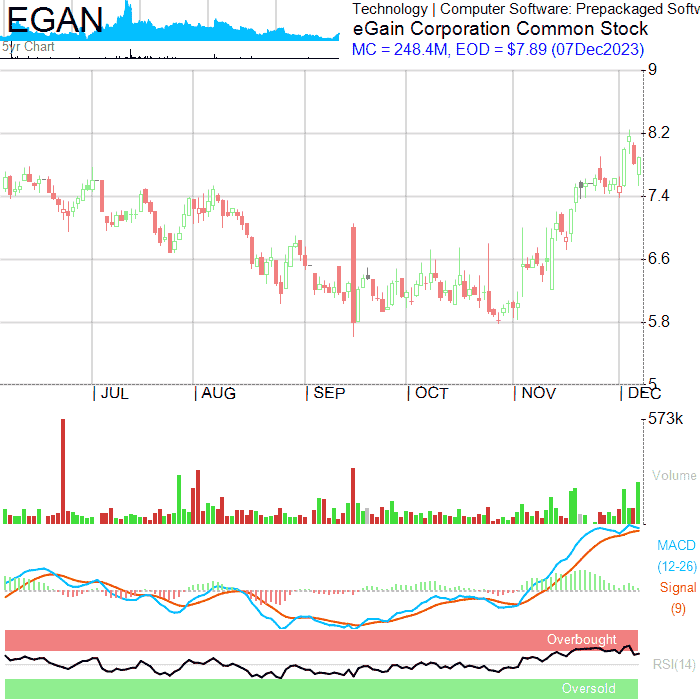 EGAN
5yr Chart
Technology | Computer Software: Prepackaged Softw
eGain Corporation Common Stock
MC = 248.4M, EOD = $7.89 (07Dec2023)
9
8.2
7.4
6.6
5.8
5
| JUL | AUG | SEP | OCT | NOV | DEC
573k
Volume
MACD
(12-26)
Signal
(9)
Overbought
RSI(14)
Oversold